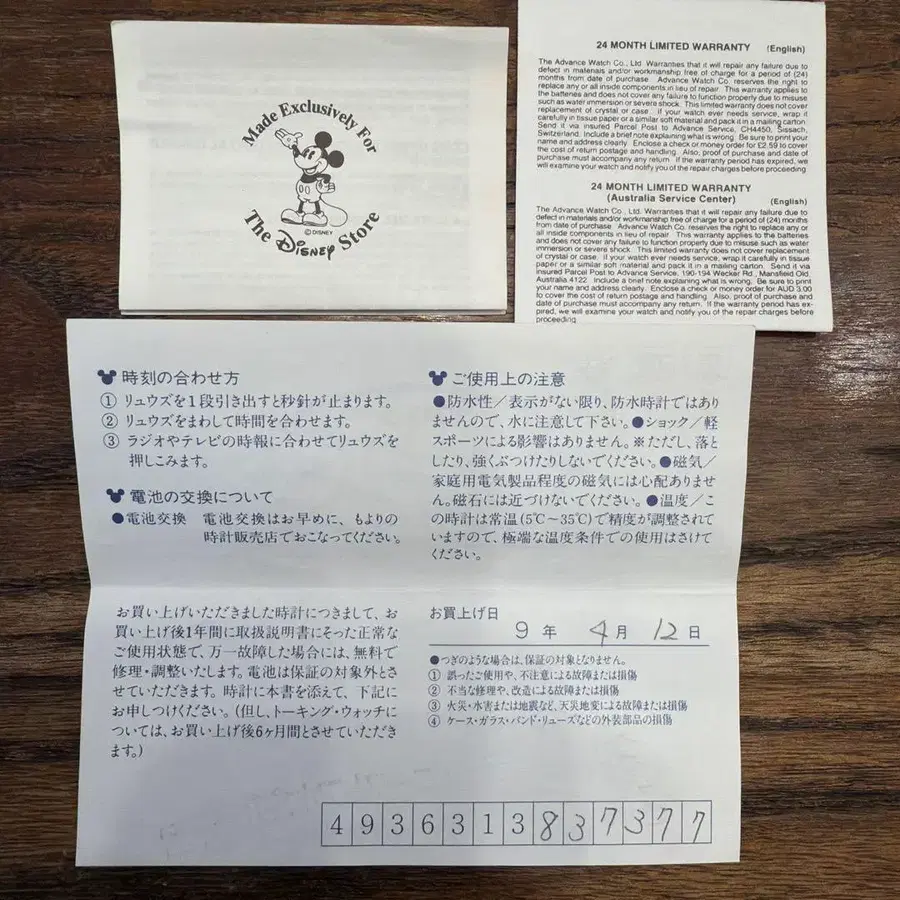 Made Exclusively For
© DISNEY
The Disney Store
24 MONTH LIMITED WARRANTY (English)
The Advance Watch Co., Ltd. Warranties that it will repair any failure due to
defect in materials and/or workmanship free of charge for a period of (24)
months from date of purchase. Advance Watch Co. reserves the right to
replace any or all inside components in lieu of repair. This warranty applies to
the batteries and does not cover any failure to function properly due to misuse
such as water immersion or severe shock. This limited warranty does not cover
replacement of crystal or case. If your watch ever needs service, wrap it
carefully in tissue paper or a similar soft material and pack it in a mailing carton.
Send it via insured Parcel Post to Advance Service, CH4450, Sissach,
Switzerland. Include a brief note explaining what is wrong. Be sure to print your
name and address clearly. Enclose a check or money order for £2.59 to cover
the cost of return postage and handling. Also, proof of purchase and date of
purchase must accompany any return. If the warranty period has expired, we
will examine your watch and notify you of the repair charges before proceeding
24 MONTH LIMITED WARRANTY
(Australia Service Center) (English)
The Advance Watch Co., Ltd. Warranties that it will repair any failure due to
defect in materials and/or workmanship free of charge for a period of (24) months
from date of purchase. Advance Watch Co. reserves the right to replace any or
all inside components in lieu of repair. This warranty applies to the batteries
and does not cover any failure to function properly due to misuse such as water
immersion or severe shock. This limited warranty does not cover replacement
of crystal or case. If your watch ever needs service, wrap it carefully in tissue
paper or a similar soft material and pack it in a mailing carton. Send it via
insured Parcel Post to Advance Service, 190-194 Wecker Rd., Mansfield Old,
Australia 4122. Include a brief note explaining what is wrong. Be sure to print
your name and address clearly. Enclose a check or money order for AUD 3.00
to cover the cost of return postage and handling. Also, proof of purchase and
date of purchase must accompany any return. If the warranty period has ex-
pired, we will examine your watch and notify you of the repair charges before
proceeding
時刻の合わせ方
① リュウズを1段引き出すと秒針が止まります。
② リュウズをまわして時間を合わせます。
③ ラジオやテレビの時報に合わせてリュウズを
押しこみます。
電池の交換について
●電池交換 電池交換はお早めに、もよりの
時計販売店でおこなってください。
ご使用上の注意
●防水性／表示がない限り、防水時計ではあり
ませんので、水に注意して下さい。●ショック／軽
スポーツによる影響はありません。※ただし、落と
したり、強くぶつけたりしないでください。●磁気／
家庭用電気製品程度の磁気には心配ありませ
ん。磁石には近づけないでください。●温度／こ
の時計は常温(5℃〜35℃)で精度が調整されて
いますので、極端な温度条件での使用はさけて
ください。
お買い上げいただきました時計につきまして、お
買い上げ後1年間に取扱説明書にそった正常な
ご使用状態で、万一故障した場合には、無料で
修理・調整いたします。電池は保証の対象外とさ
せていただきます。時計に本書を添えて、下記に
お申しつけください。(但し、トーキング・ウォッチに
ついては、お買い上げ後6ヶ月間とさせていただき
ます。)
お買上げ日
9 年 4 月 12 日
●つぎのような場合は、保証の対象となりません。
① 誤ったご使用や、不注意による故障または損傷
② 不当な修理や、改造による故障または損傷
③ 火災・水害または地震など、天災地変による故障または損傷
④ ケース・ガラス・バンド・リューズなどの外装部品の損傷
4936313837377